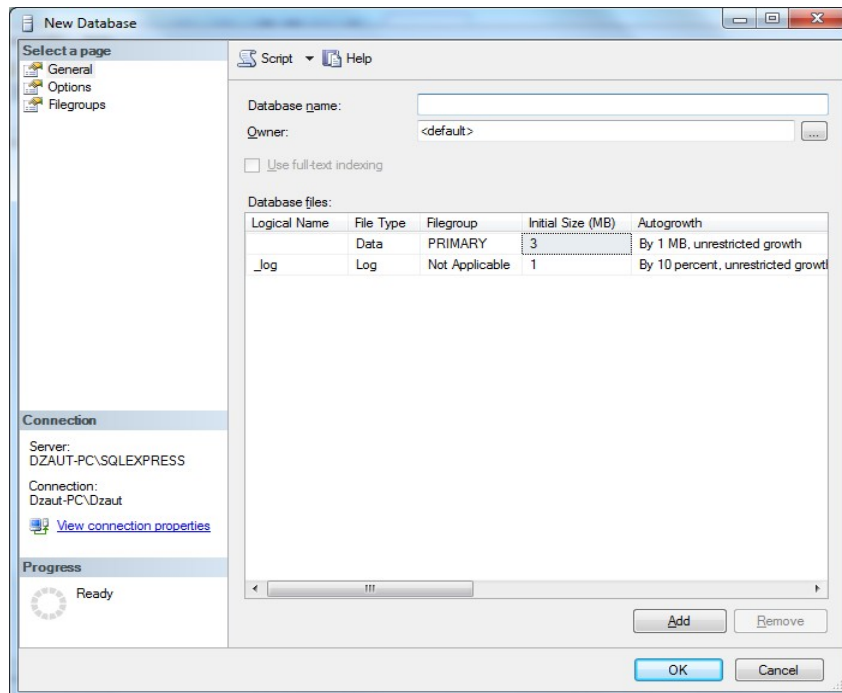 New Database
Select a page
General
Options
Filegroups
Script Help
Database name:
Owner: <default> ...
Use full-text indexing
Database files:
Logical Name File Type Filegroup Initial Size (MB) Autogrowth
Data PRIMARY 3 By 1 MB, unrestricted growth
_log Log Not Applicable 1 By 10 percent, unrestricted growth
Connection
Server:
DZAUT-PC\SQLEXPRESS
Connection:
Dzaut-PC\Dzaut
View connection properties
Progress
Ready
Add Remove
OK Cancel